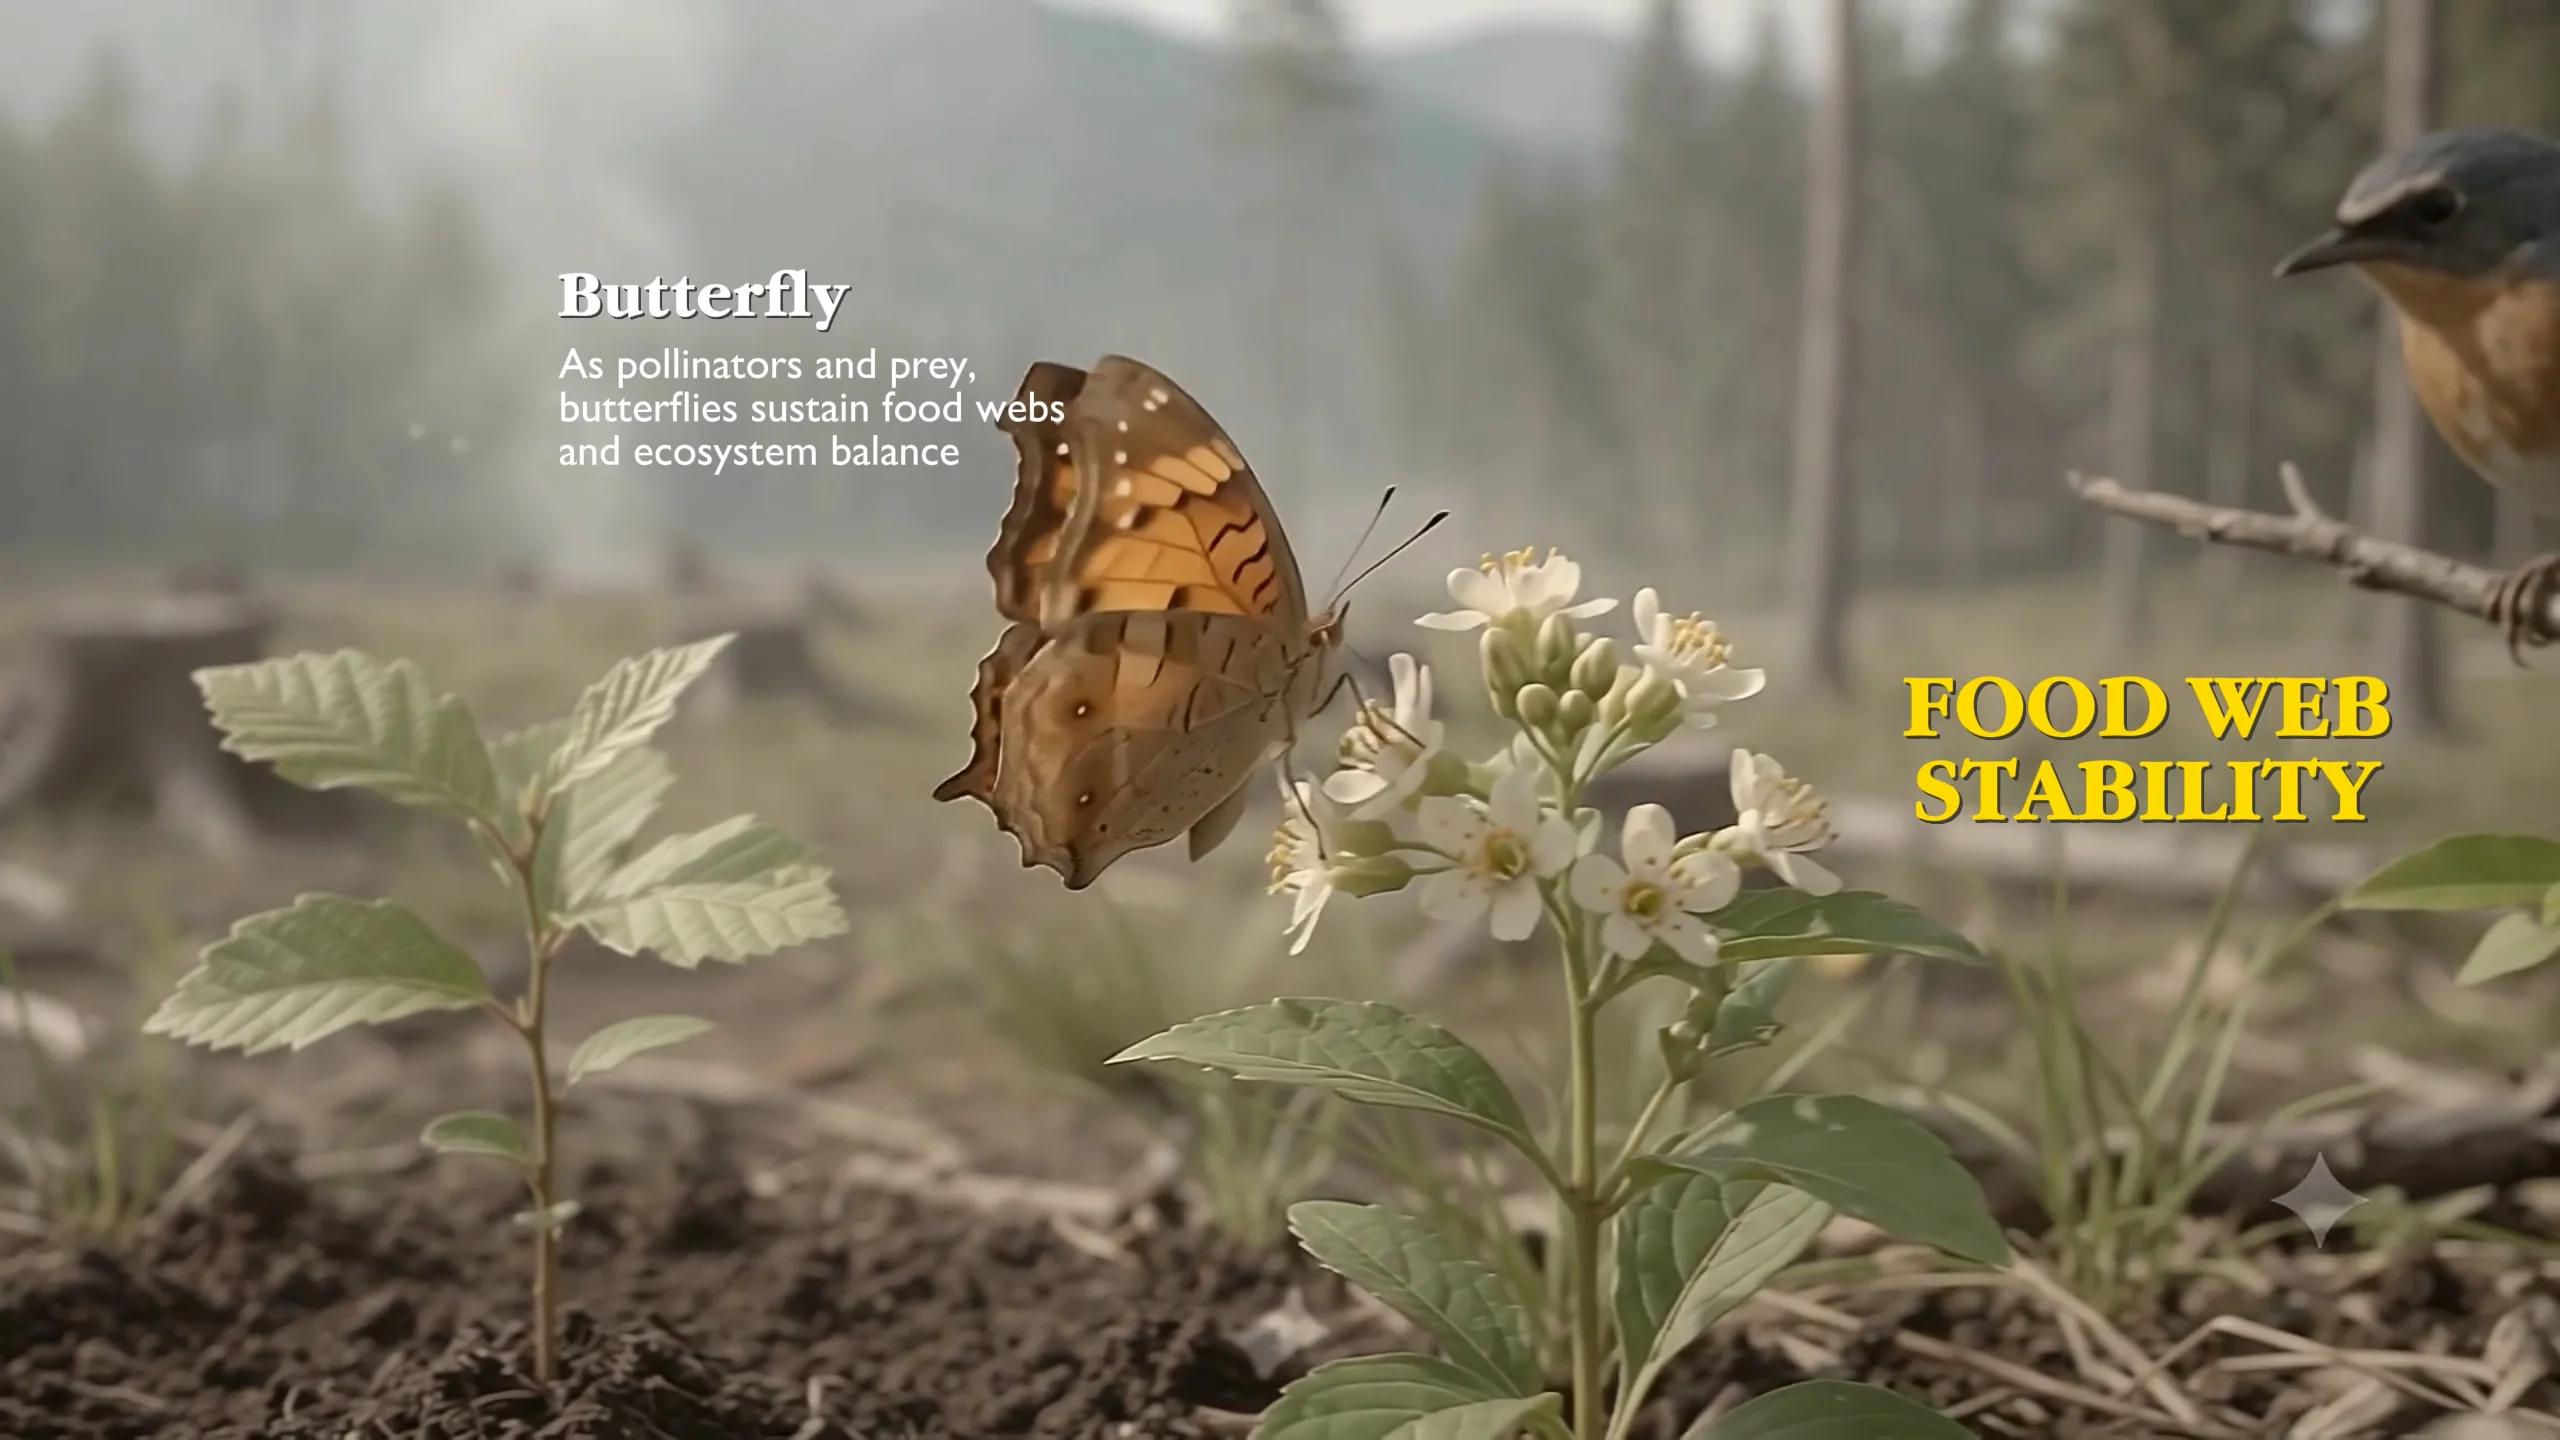 Butterfly
As pollinators and prey,
butterflies sustain food webs
and ecosystem balance
FOOD WEB
STABILITY